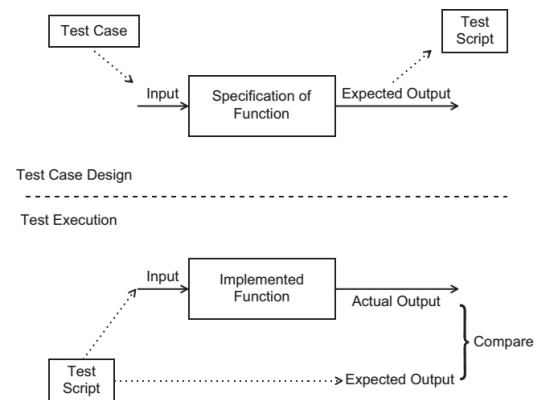 Test Case
Test
Script
Input
Specification of
Function
Expected Output
Test Case Design
Test Execution
Input
Implemented
Function
Actual Output
Compare
Test
Script
Expected Output